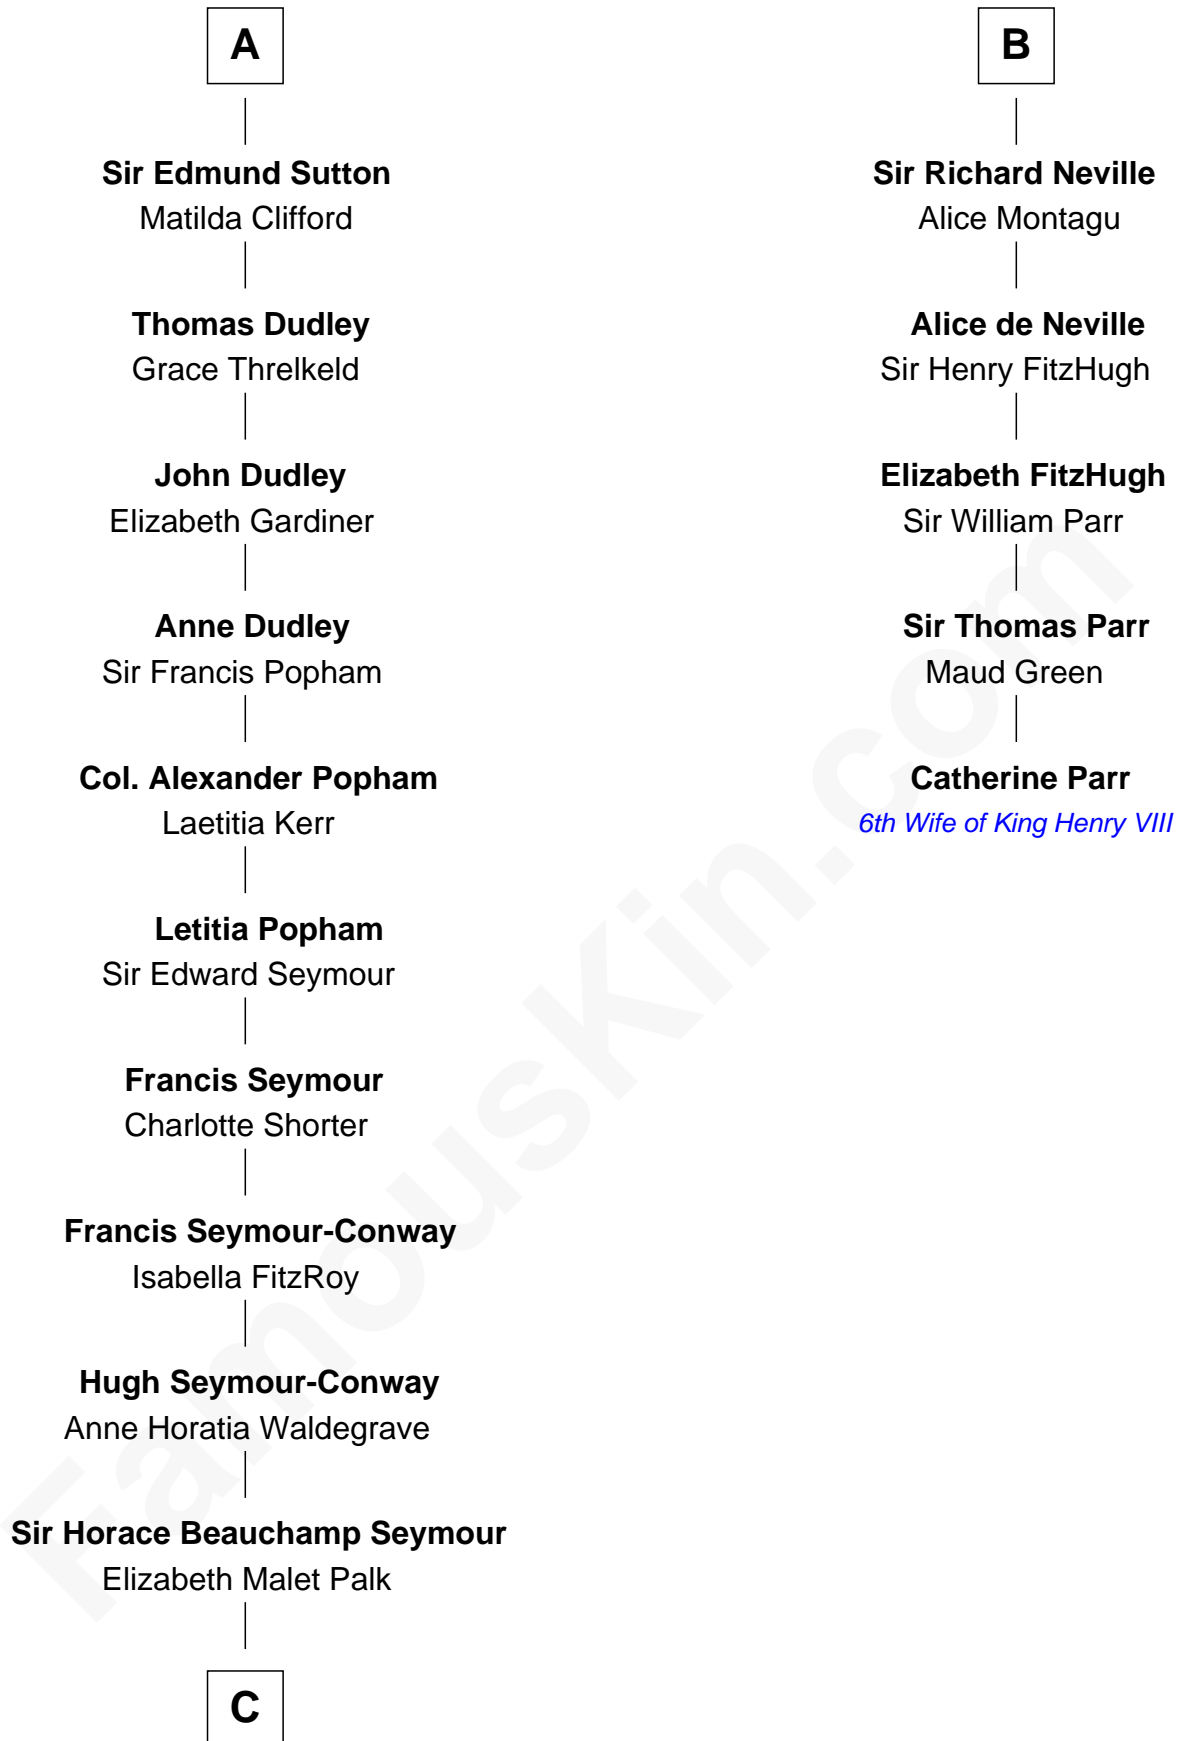 A
Sir Edmund Sutton
Matilda Clifford
Thomas Dudley
Grace Threlkeld
John Dudley
Elizabeth Gardiner
Anne Dudley
Sir Francis Popham
Col. Alexander Popham
Laetitia Kerr
Letitia Popham
Sir Edward Seymour
Francis Seymour
Charlotte Shorter
Francis Seymour-Conway
Isabella FitzRoy
Hugh Seymour-Conway
Anne Horatia Waldegrave
Sir Horace Beauchamp Seymour
Elizabeth Malet Palk
C
B
Sir Richard Neville
Alice Montagu
Alice de Neville
Sir Henry FitzHugh
Elizabeth FitzHugh
Sir William Parr
Sir Thomas Parr
Maud Green
Catherine Parr
6th Wife of King Henry VIII
FamousKin.com